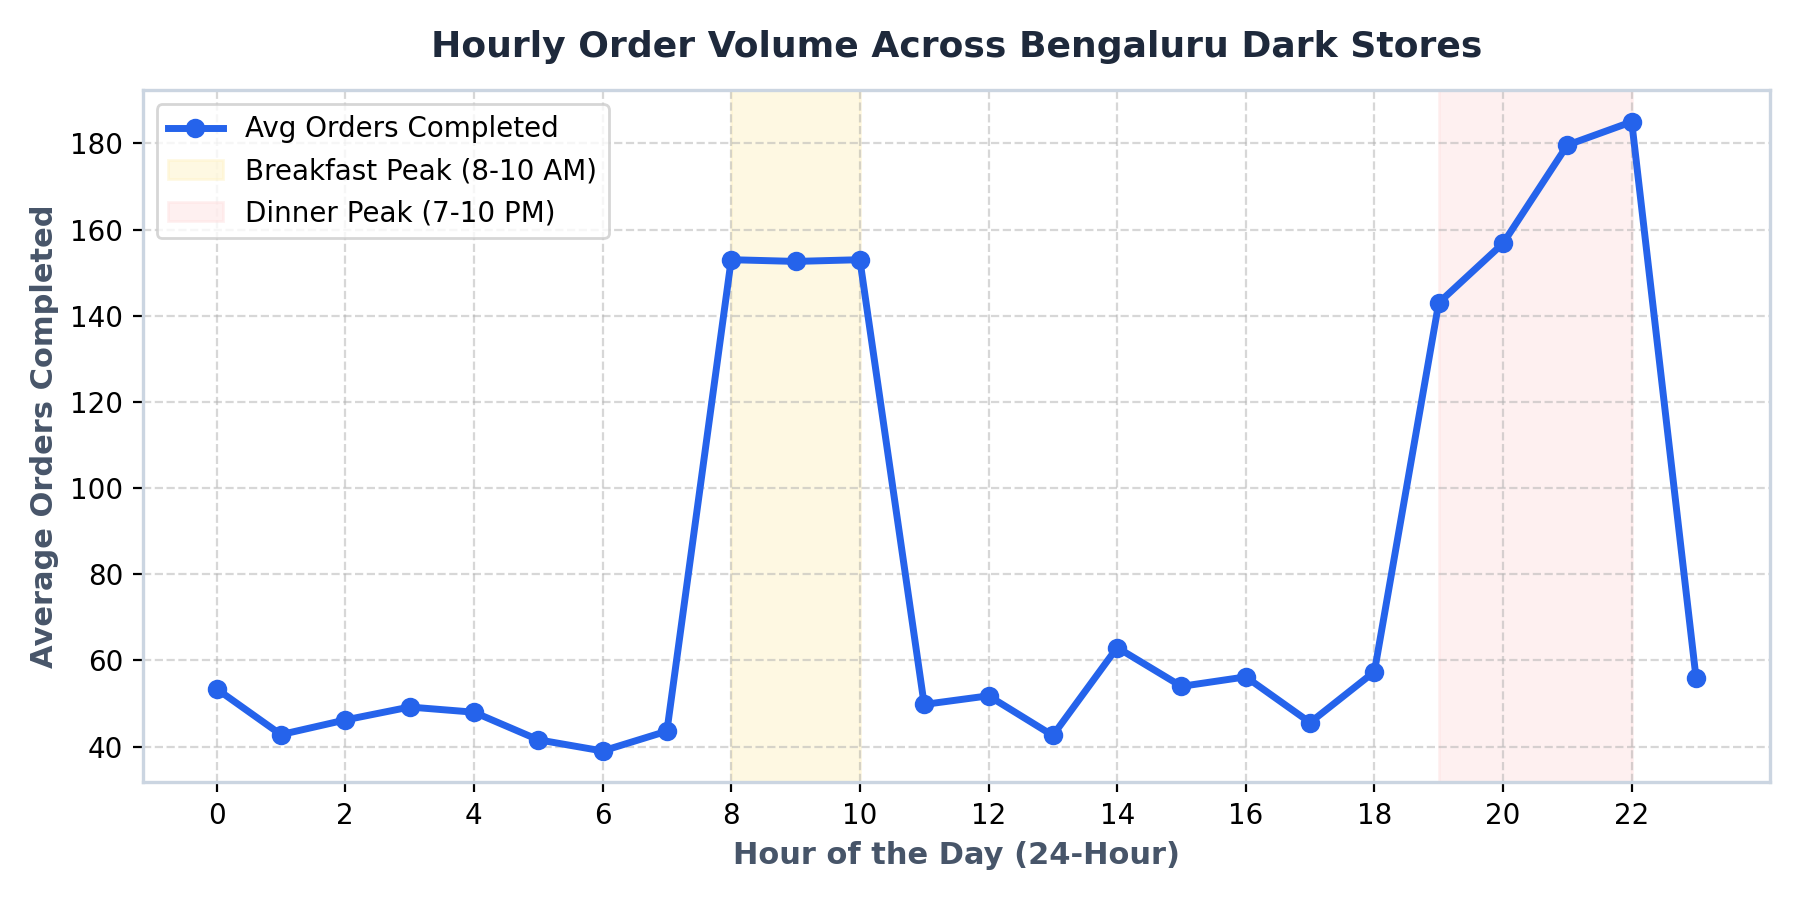 Hourly Order Volume Across Bengaluru Dark Stores
Avg Orders Completed
Breakfast Peak (8-10 AM)
Dinner Peak (7-10 PM)
Average Orders Completed
180
160
140
120
100
80
60
40
0 2 4 6 8 10 12 14 16 18 20 22
Hour of the Day (24-Hour)